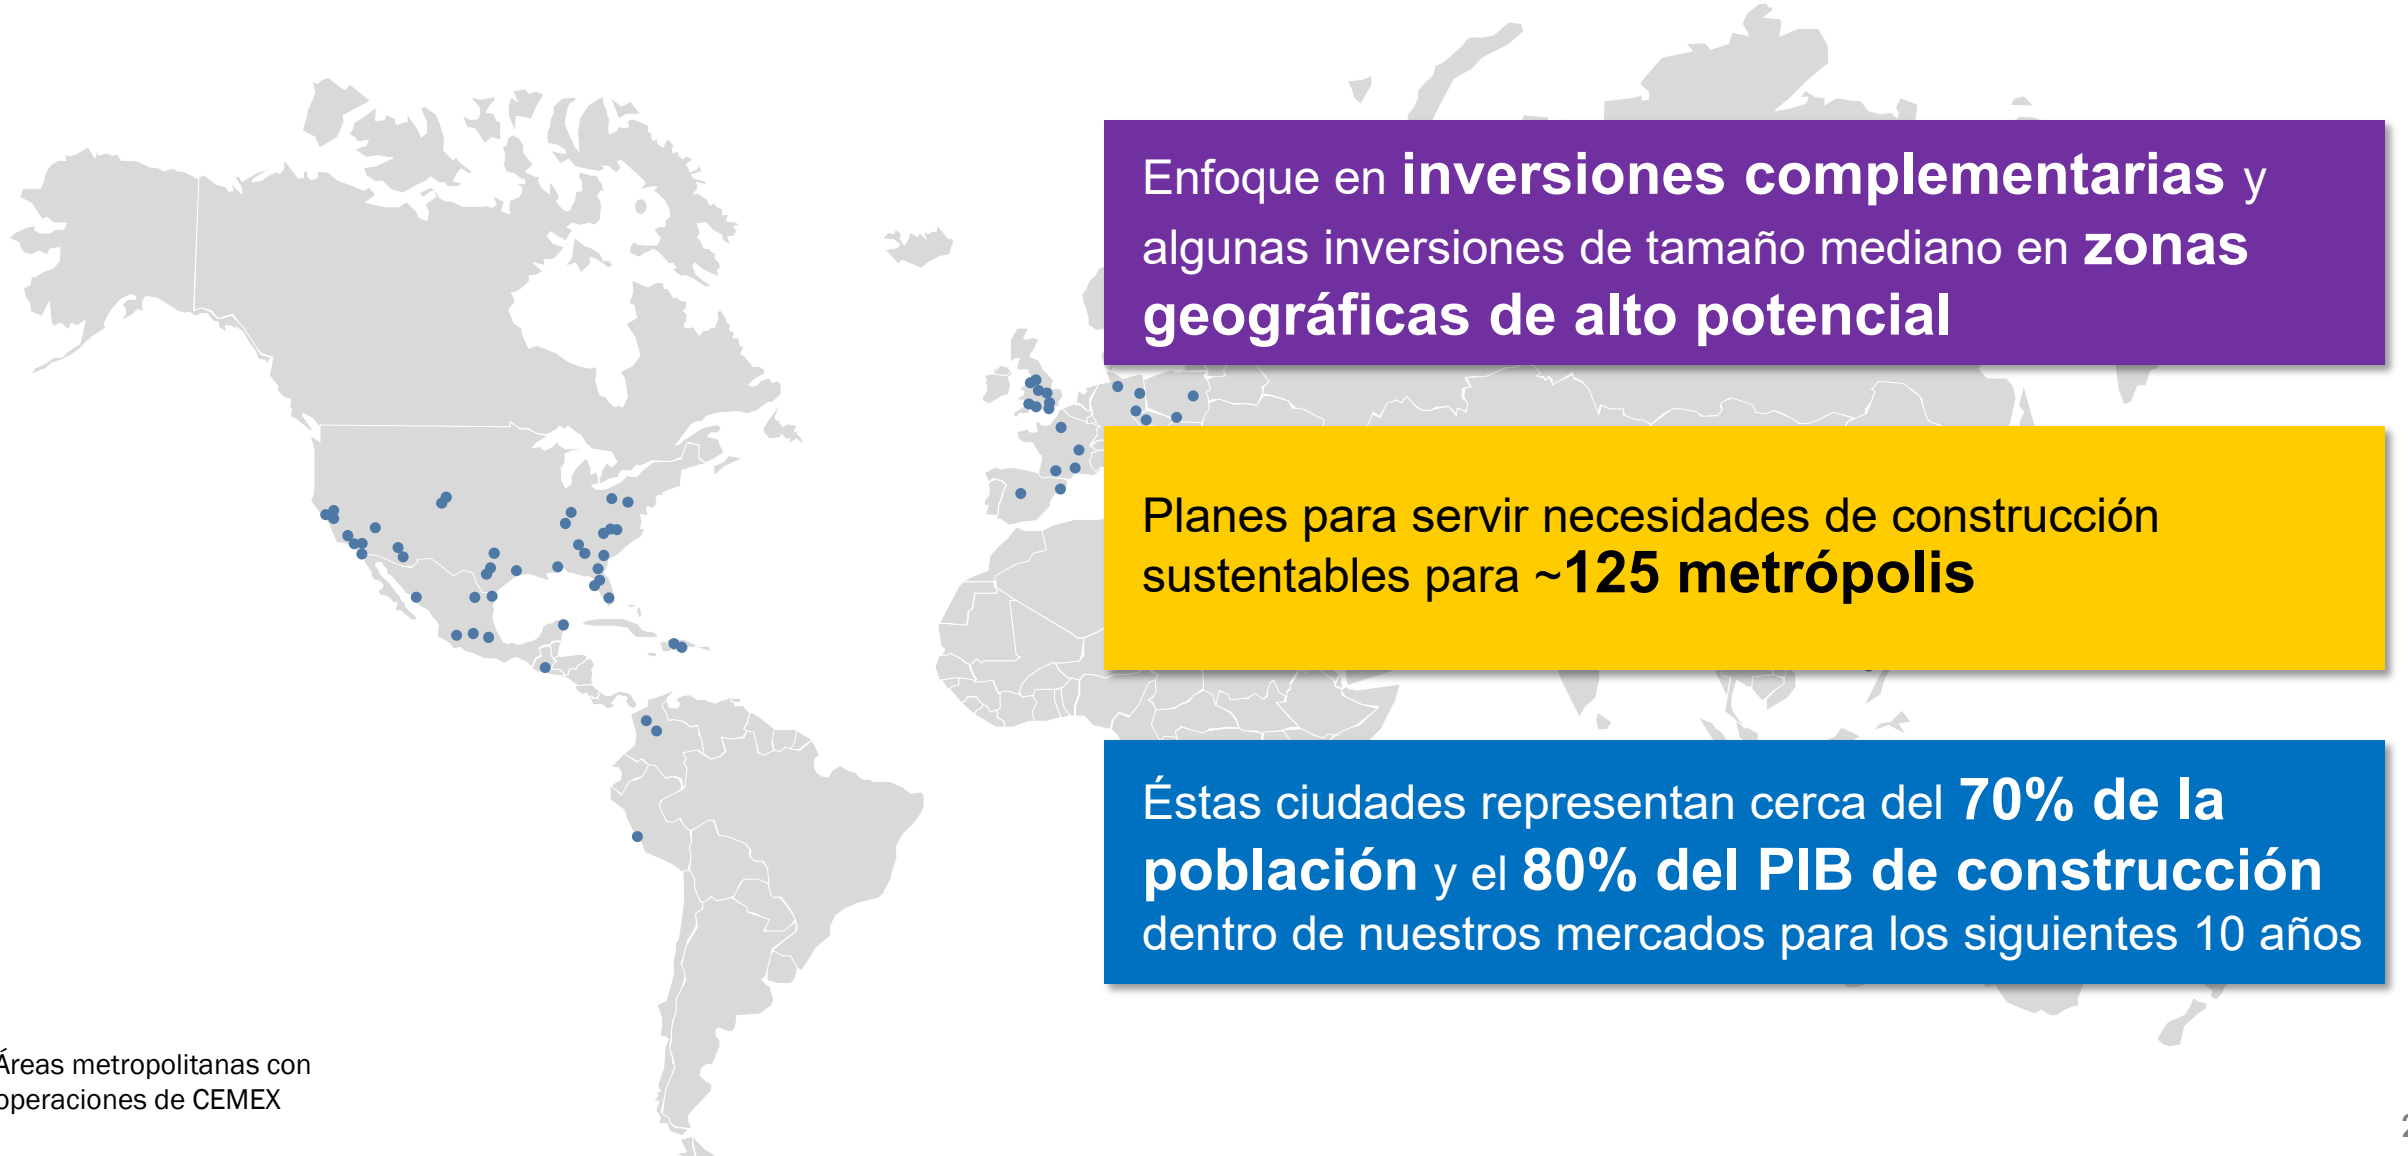 Enfoque en inversiones complementarias y
algunas inversiones de tamaño mediano en zonas
geográficas de alto potencial
Planes para servir necesidades de construcción
sustentables para ~125 metrópolis
Éstas ciudades representan cerca del 70% de la
población y el 80% del PIB de construcción
dentro de nuestros mercados para los siguientes 10 años
Áreas metropolitanas con
operaciones de CEMEX